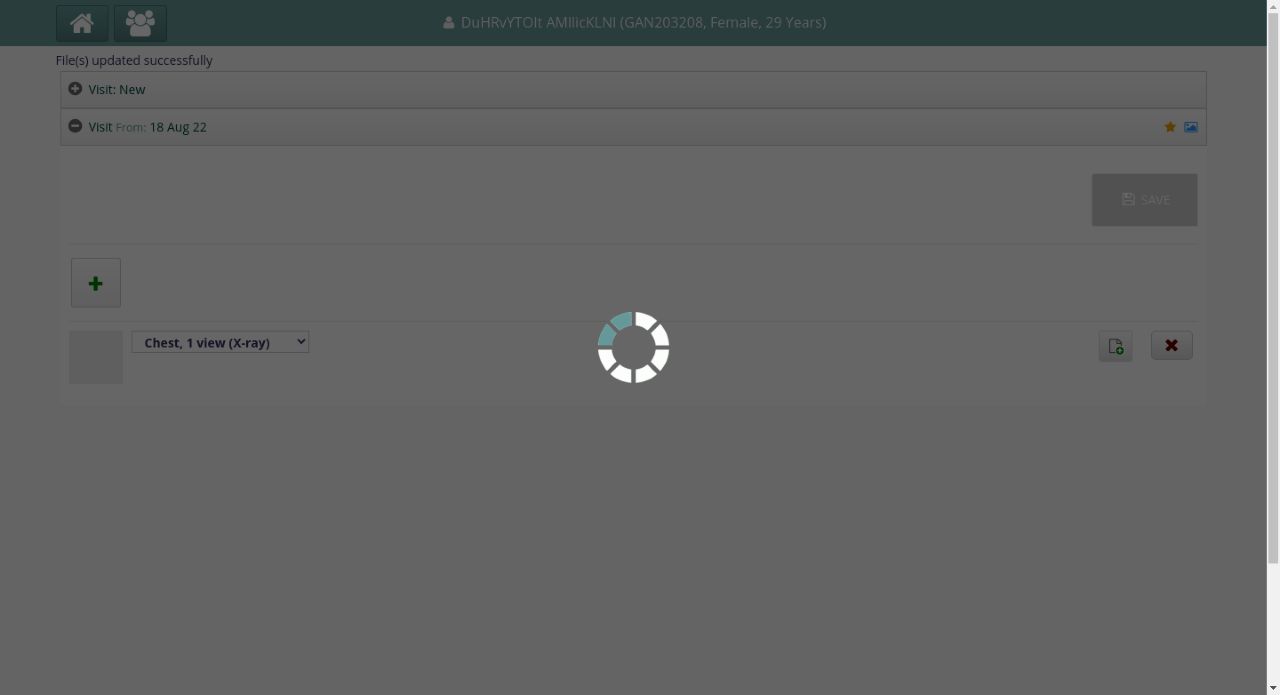 DuHRvYTOIt AMIlicKLNI (GAN203208, Female, 29 Years)
File(s) updated successfully
Visit: New
Visit From: 18 Aug 22
SAVE
Chest, 1 view (X-ray)